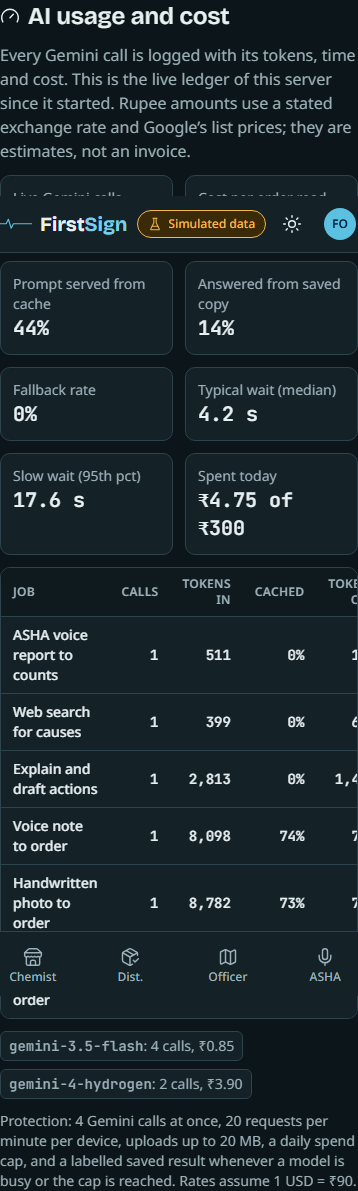 AI usage and cost
Every Gemini call is logged with its tokens, time
and cost. This is the live ledger of this server
since it started. Rupee amounts use a stated
exchange rate and Google's list prices; they are
estimates, not an invoice.
FirstSign
Simulated data
FO
Prompt served from
cache
44%
Answered from saved
copy
14%
Fallback rate
0%
Typical wait (median)
4.2 s
Slow wait (95th pct)
17.6 s
Spent today
₹4.75 of
₹300
JOB CALLS TOKENS IN CACHED
ASHA voice
report to
counts
1 511 0%
Web search
for causes
1 399 0%
Explain and
draft actions
1 2,813 0%
Voice note
to order
1 8,098 74%
Handwritten
photo to
order
1 8,782 73%
Chemist Dist. Officer ASHA
order
gemini-3.5-flash: 4 calls, ₹0.85
gemini-4-hydrogen: 2 calls, ₹3.90
Protection: 4 Gemini calls at once, 20 requests per
minute per device, uploads up to 20 MB, a daily spend
cap, and a labelled saved result whenever a model is
busy or the cap is reached. Rates assume 1 USD = ₹90.